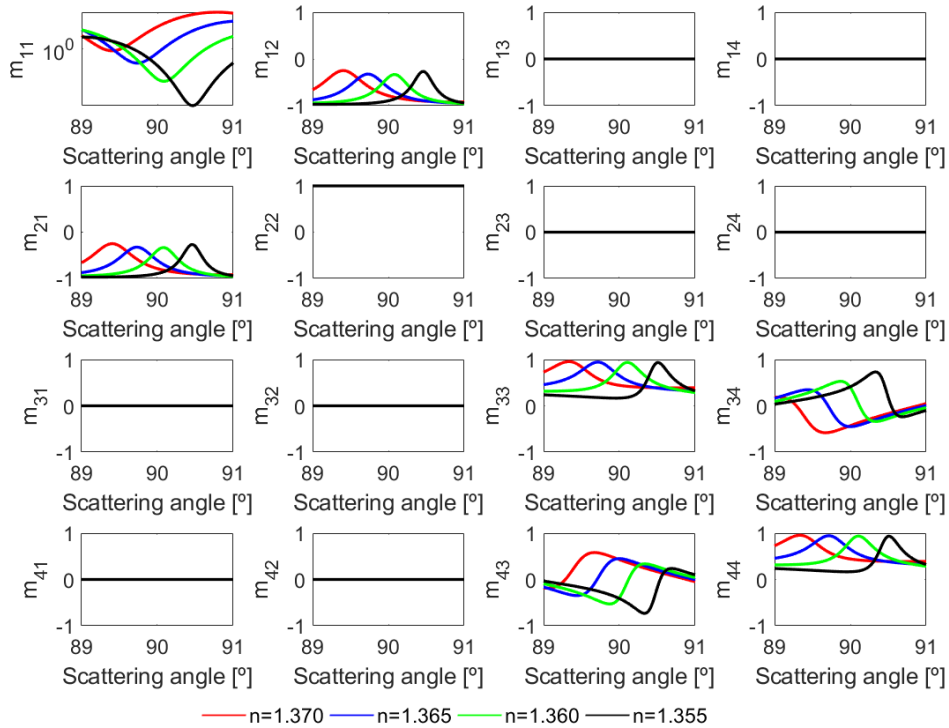 m11 10^0 89 90 91 Scattering angle [º]
m12 1 0 -1 89 90 91 Scattering angle [º]
m13 1 0 -1 89 90 91 Scattering angle [º]
m14 1 0 -1 89 90 91 Scattering angle [º]
m21 1 0 -1 89 90 91 Scattering angle [º]
m22 1 0 -1 89 90 91 Scattering angle [º]
m23 1 0 -1 89 90 91 Scattering angle [º]
m24 1 0 -1 89 90 91 Scattering angle [º]
m31 1 0 -1 89 90 91 Scattering angle [º]
m32 1 0 -1 89 90 91 Scattering angle [º]
m33 1 0 -1 89 90 91 Scattering angle [º]
m34 1 0 -1 89 90 91 Scattering angle [º]
m41 1 0 -1 89 90 91 Scattering angle [º]
m42 1 0 -1 89 90 91 Scattering angle [º]
m43 1 0 -1 89 90 91 Scattering angle [º]
m44 1 0 -1 89 90 91 Scattering angle [º]
n=1.370 n=1.365 n=1.360 n=1.355